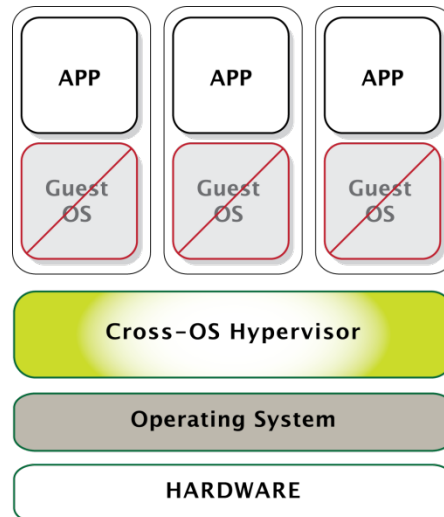 APP APP APP
Guest Guest Guest
OS OS OS
Cross-OS Hypervisor
Operating System
HARDWARE